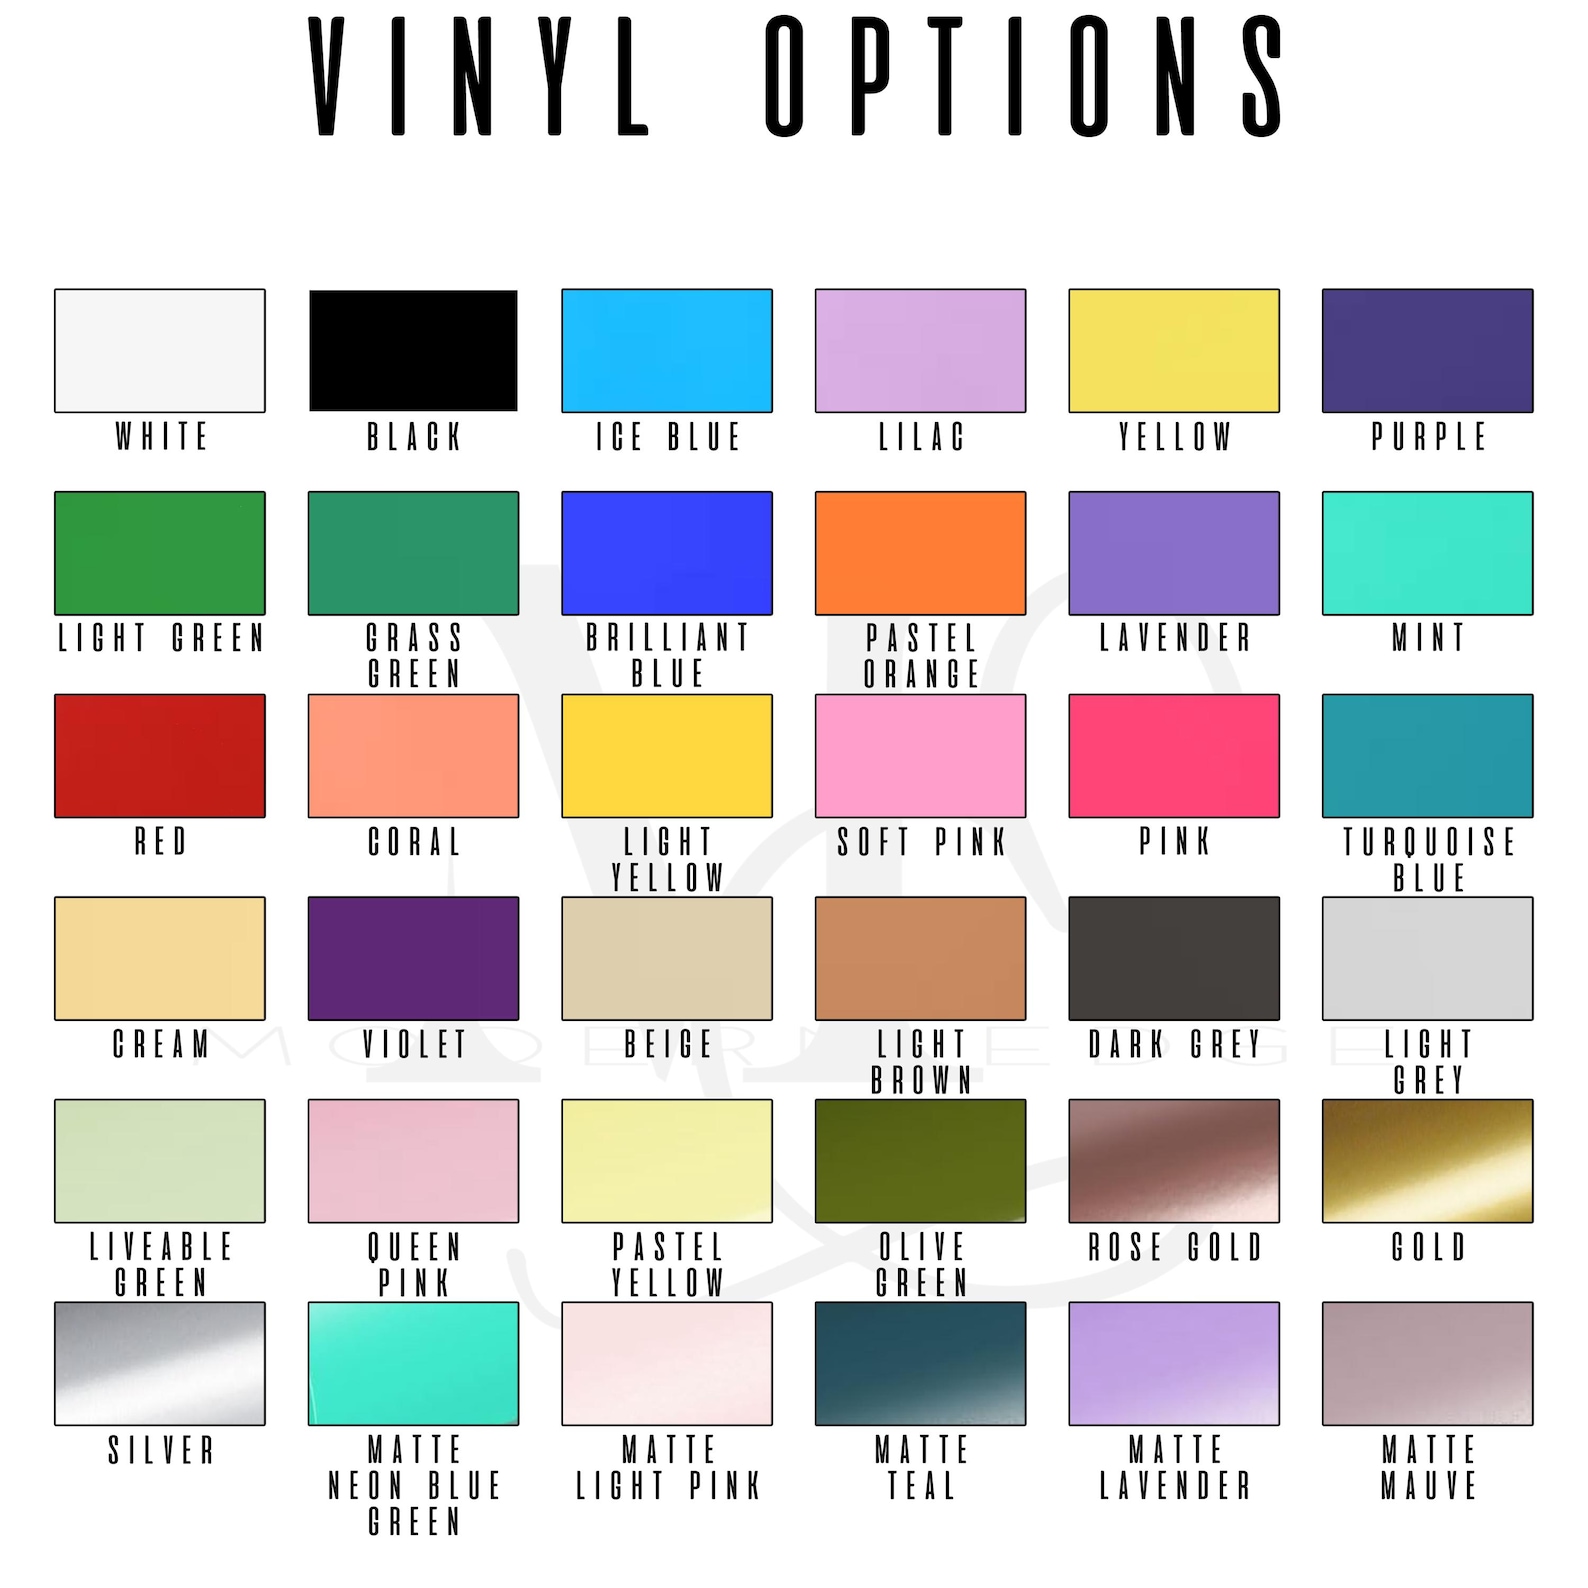 VINYL OPTIONS
WHITE
BLACK
ICE BLUE
LILAC
YELLOW
PURPLE
LIGHT GREEN
GRASS
GREEN
BRILLIANT
BLUE
PASTEL
ORANGE
LAVENDER
MINT
RED
CORAL
LIGHT
YELLOW
SOFT PINK
PINK
TURQUOISE
BLUE
CREAM
VIOLET
BEIGE
LIGHT
BROWN
DARK GREY
LIGHT
GREY
MODERN EDGE
LIVEABLE
GREEN
QUEEN
PINK
PASTEL
YELLOW
OLIVE
GREEN
ROSE GOLD
GOLD
SILVER
MATTE
NEON BLUE
GREEN
MATTE
LIGHT PINK
MATTE
TEAL
MATTE
LAVENDER
MATTE
MAUVE